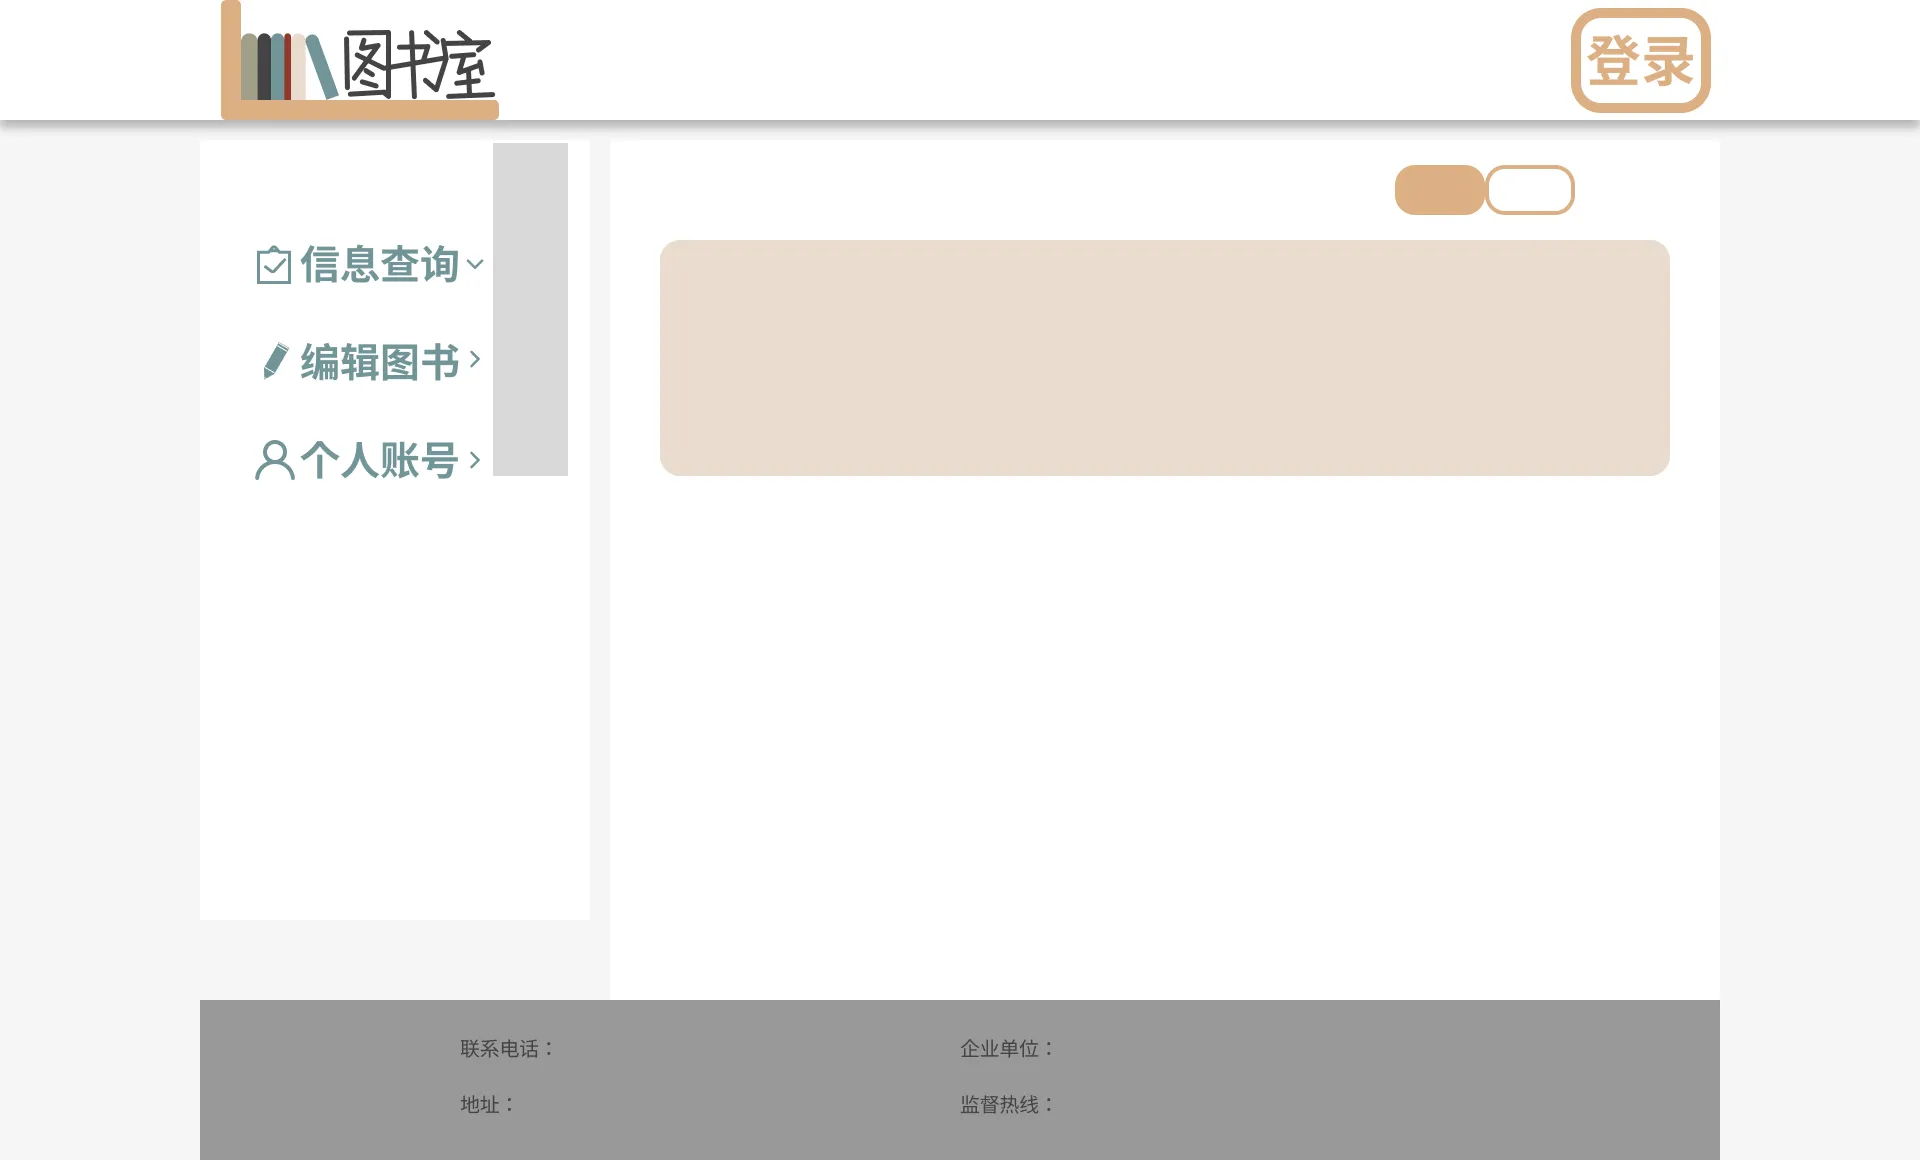 图书室
登录
信息查询
编辑图书
个人账号
联系电话：
企业单位：
地址：
监督热线：